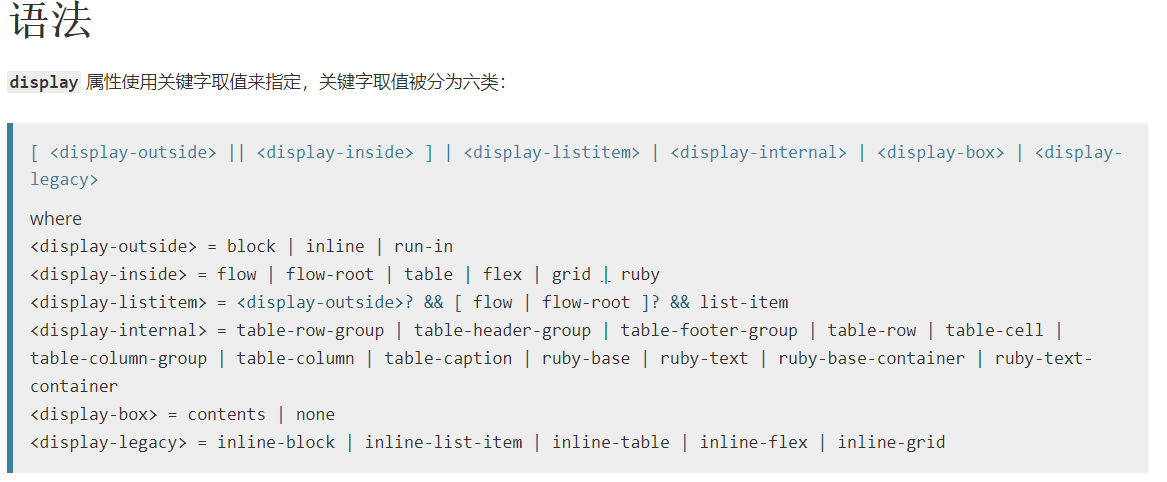 语法
display 属性使用关键字取值来指定，关键字取值被分为六类：
[ <display-outside> || <display-inside> ] | <display-listitem> | <display-internal> | <display-box> | <display-
legacy>
where
<display-outside> = block | inline | run-in
<display-inside> = flow | flow-root | table | flex | grid | ruby
<display-listitem> = <display-outside>? && [ flow | flow-root ]? && list-item
<display-internal> = table-row-group | table-header-group | table-footer-group | table-row | table-cell |
table-column-group | table-column | table-caption | ruby-base | ruby-text | ruby-base-container | ruby-text-
container
<display-box> = contents | none
<display-legacy> = inline-block | inline-list-item | inline-table | inline-flex | inline-grid